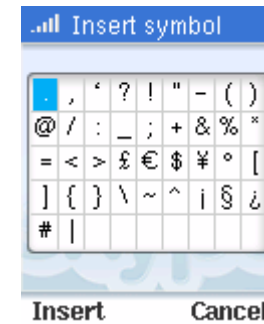 Insert symbol
. , ‘ ? ! " - ( )
@ / : _ ; + & % *
= < > £ € $ ¥ ° [
] { } \ ~ ^ ¡ § ¿
# |
Insert Cancel